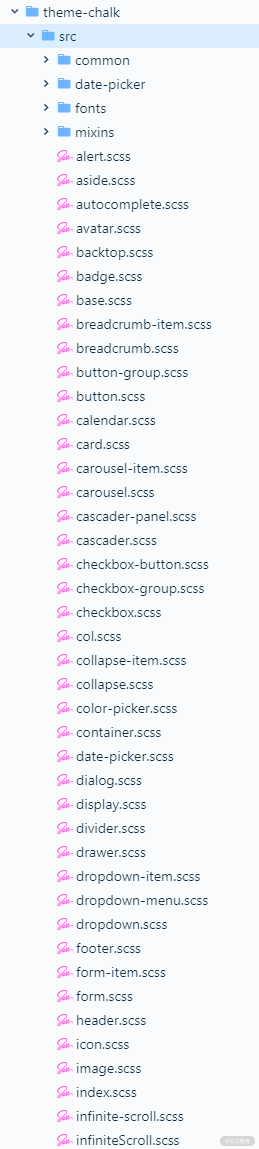 theme-chalk
src
common
date-picker
fonts
mixins
alert.scss
aside.scss
autocomplete.scss
avatar.scss
backtop.scss
badge.scss
base.scss
breadcrumb-item.scss
breadcrumb.scss
button-group.scss
button.scss
calendar.scss
card.scss
carousel-item.scss
carousel.scss
cascader-panel.scss
cascader.scss
checkbox-button.scss
checkbox-group.scss
checkbox.scss
col.scss
collapse-item.scss
collapse.scss
color-picker.scss
container.scss
date-picker.scss
dialog.scss
display.scss
divider.scss
drawer.scss
dropdown-item.scss
dropdown-menu.scss
dropdown.scss
footer.scss
form-item.scss
form.scss
header.scss
icon.scss
image.scss
index.scss
infinite-scroll.scss
infiniteScroll.scss